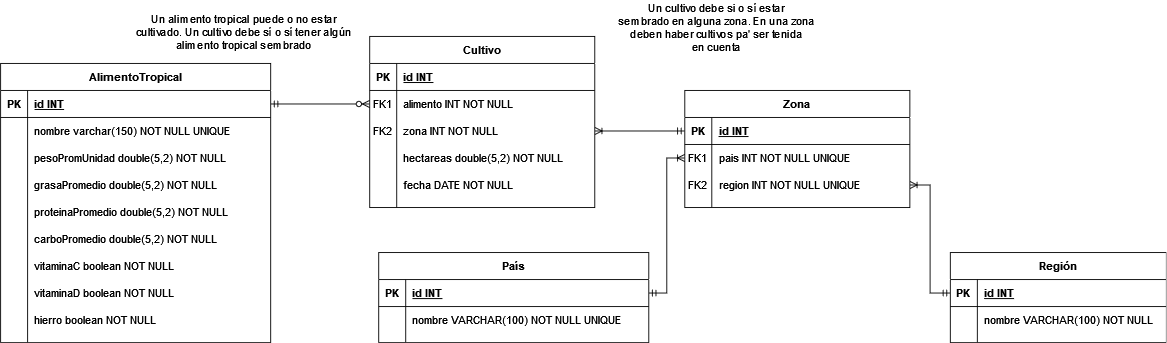 Un alimento tropical puede o no estar
cultivado. Un cultivo debe sí o sí tener algún
alimento tropical sembrado
Un cultivo debe si o sí estar
sembrado en alguna zona. En una zona
deben haber cultivos pa' ser tenida
en cuenta
AlimentoTropical
PK id INT
nombre varchar(150) NOT NULL UNIQUE
pesoPromUnidad double(5,2) NOT NULL
grasaPromedio double(5,2) NOT NULL
proteinaPromedio double(5,2) NOT NULL
carboPromedio double(5,2) NOT NULL
vitaminaC boolean NOT NULL
vitaminaD boolean NOT NULL
hierro boolean NOT NULL
Cultivo
PK id INT
FK1 alimento INT NOT NULL
FK2 zona INT NOT NULL
hectareas double(5,2) NOT NULL
fecha DATE NOT NULL
Zona
PK id INT
FK1 pais INT NOT NULL UNIQUE
FK2 region INT NOT NULL UNIQUE
País
PK id INT
nombre VARCHAR(100) NOT NULL UNIQUE
Región
PK id INT
nombre VARCHAR(100) NOT NULL